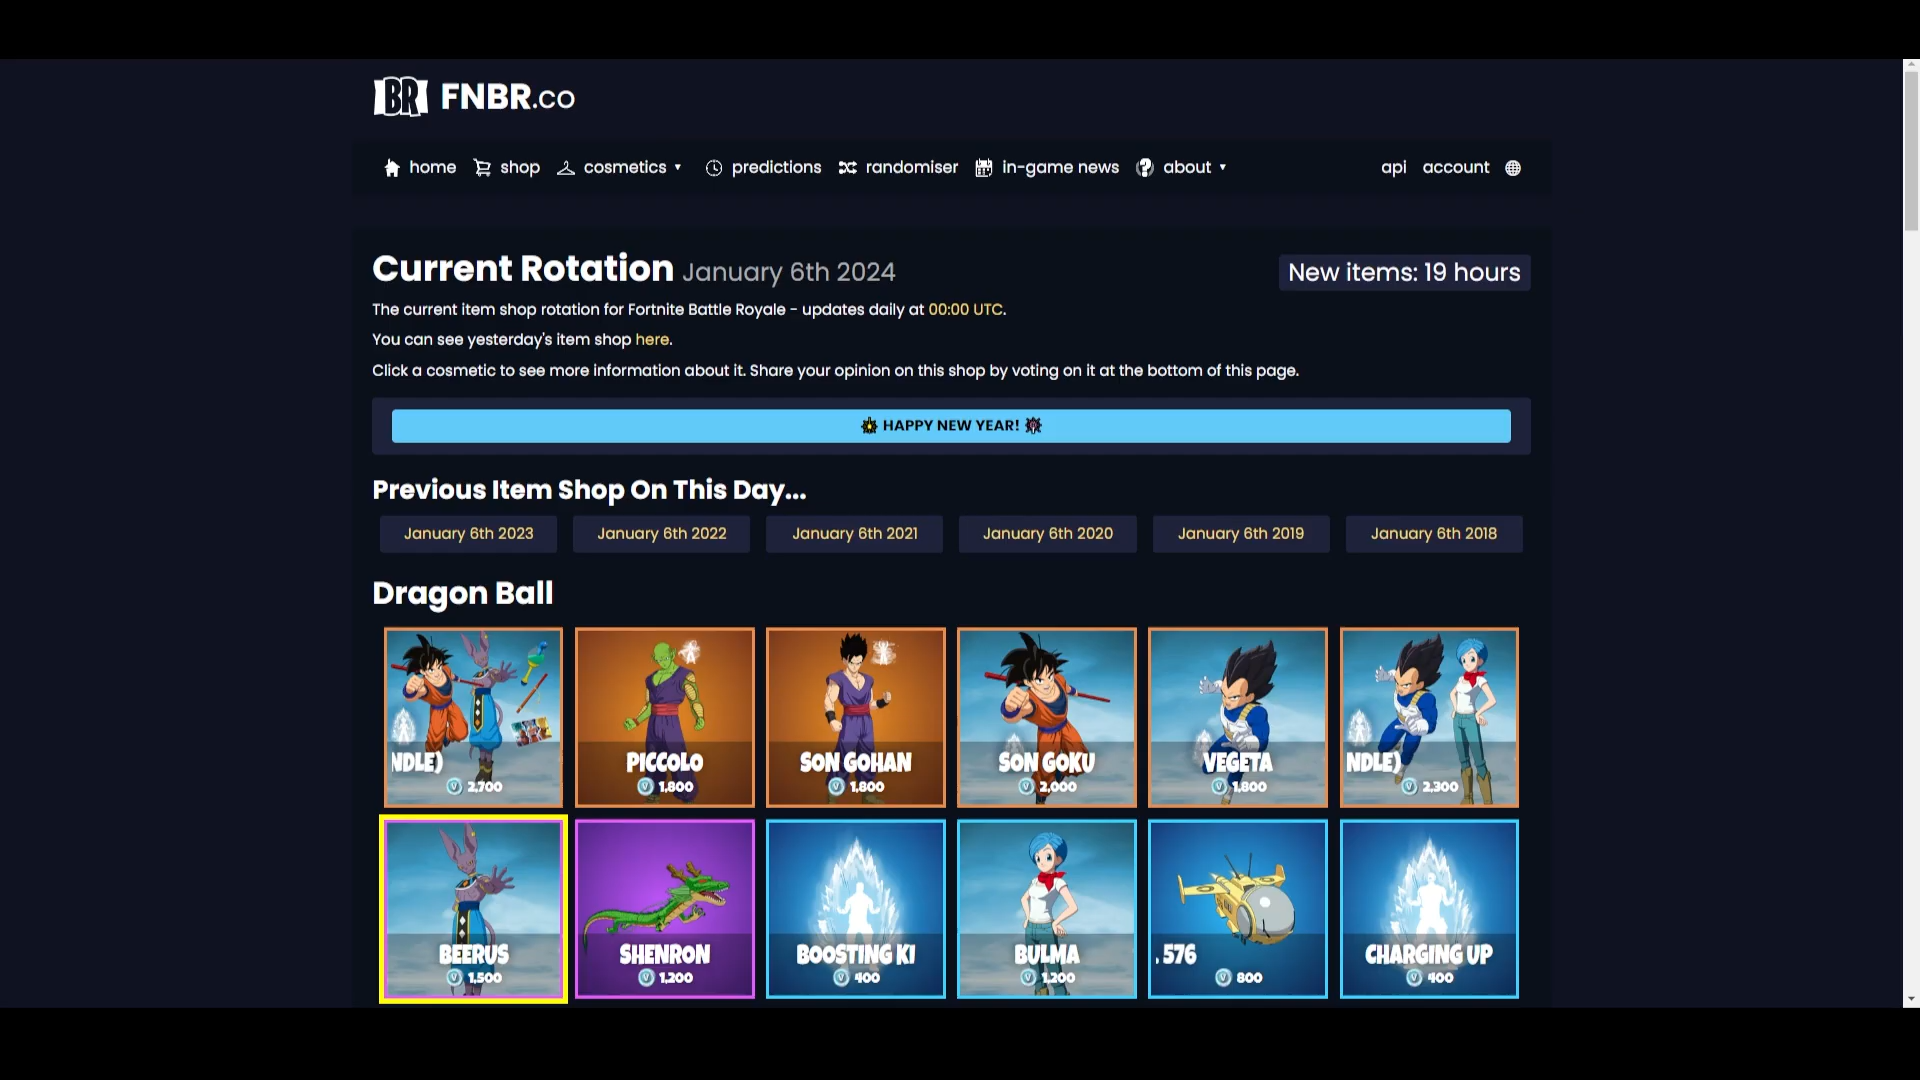 BR FNBR.co
home shop cosmetics ▾ predictions randomiser in-game news about ▾ api account
Current Rotation January 6th 2024
New items: 19 hours
The current item shop rotation for Fortnite Battle Royale - updates daily at 00:00 UTC.
You can see yesterday's item shop here.
Click a cosmetic to see more information about it. Share your opinion on this shop by voting on it at the bottom of this page.
HAPPY NEW YEAR!
Previous Item Shop On This Day...
January 6th 2023 January 6th 2022 January 6th 2021 January 6th 2020 January 6th 2019 January 6th 2018
Dragon Ball
NDLE) PICCOLO SON GOHAN SON GOKU VEGETA NDLE)
2,700 1,800 1,800 2,000 1,800 2,300
BEERUS SHENRON BOOSTING KI BULMA . 576 CHARGING UP
1,500 1,200 400 1,200 800 400